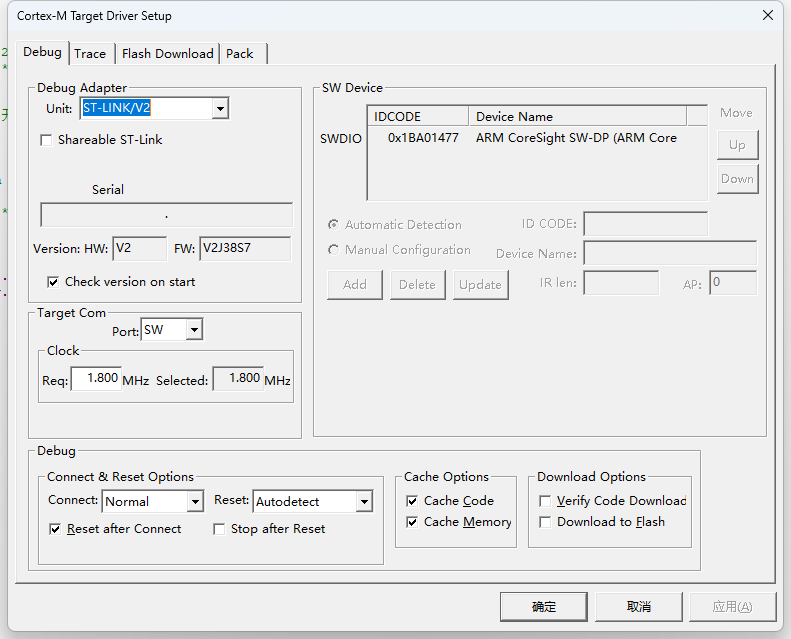 Cortex-M Target Driver Setup
Debug Trace Flash Download Pack
Debug Adapter
Unit: ST-LINK/V2
Shareable ST-Link
Serial
.
Version: HW: V2 FW: V2J38S7
Check version on start
Target Com
Port: SW
Clock
Req: 1.800 MHz Selected: 1.800 MHz
SW Device
IDCODE Device Name Move
SWDIO 0x1BA01477 ARM CoreSight SW-DP (ARM Core
Up
Down
Automatic Detection ID CODE:
Manual Configuration Device Name:
Add Delete Update IR len: AP: 0
Debug
Connect & Reset Options
Connect: Normal Reset: Autodetect
Reset after Connect Stop after Reset
Cache Options
Cache Code
Cache Memory
Download Options
Verify Code Download
Download to Flash
确定 取消 应用(A)